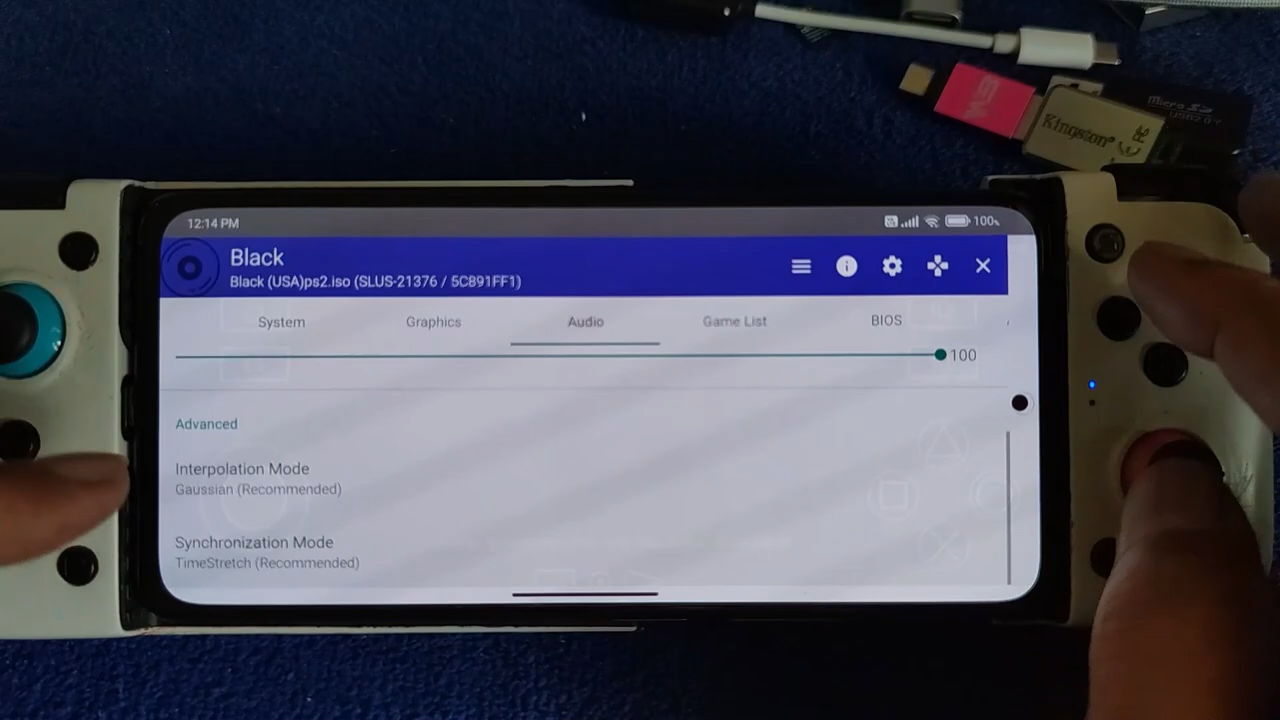 Micro SD
Kingston®
12:14 PM
100%
Black
Black (USA)ps2.iso (SLUS-21376 / 5C891FF1)
System
Graphics
Audio
Game List
BIOS
100
Advanced
Interpolation Mode
Gaussian (Recommended)
Synchronization Mode
TimeStretch (Recommended)